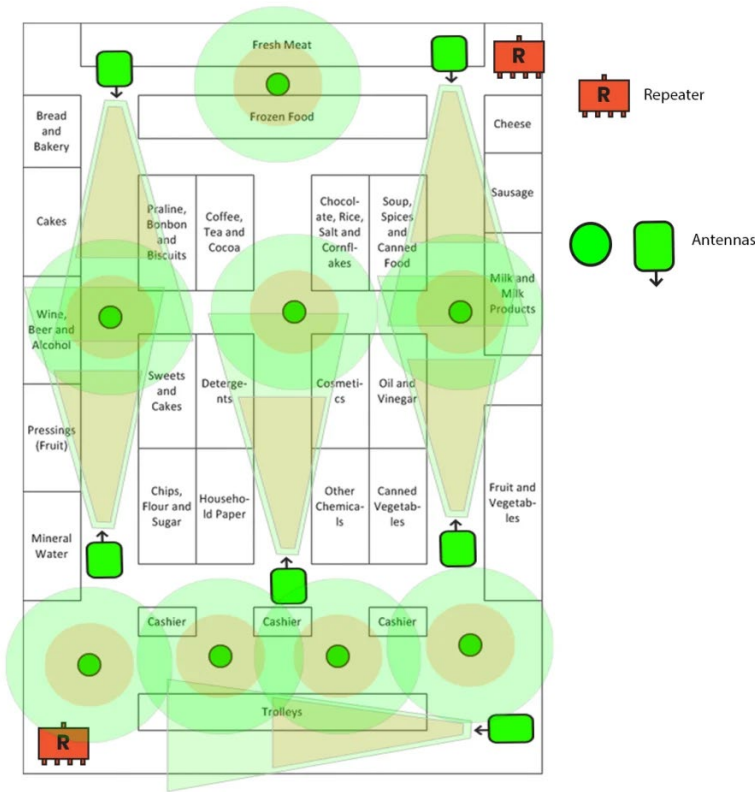 Fresh Meat
R
R
Repeater
Frozen Food
Bread
and
Bakery
Cheese
Cakes
Sausage
Praline,
Bonbon
and
Biscuits
Coffee,
Tea and
Cocoa
Chocol-
ate, Rice,
Salt and
Cornfl-
akes
Soup,
Spices
and
Canned
Food
Antennas
Milk and
Milk
Products
Wine,
Beer and
Alcohol
Sweets
and
Cakes
Deterge-
nts
Cosmeti-
cs
Oil and
Vinegar
Pressings
(Fruit)
Chips,
Flour and
Sugar
Househo-
ld Paper
Other
Chemica-
ls
Canned
Vegetab-
les
Fruit and
Vegetab-
les
Mineral
Water
Cashier
Cashier
Cashier
Trolleys
R